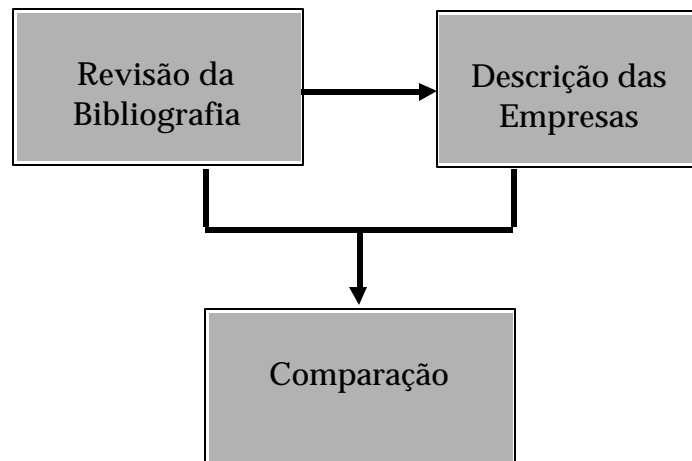 Revisão da
Bibliografia
Descrição das
Empresas
Comparação